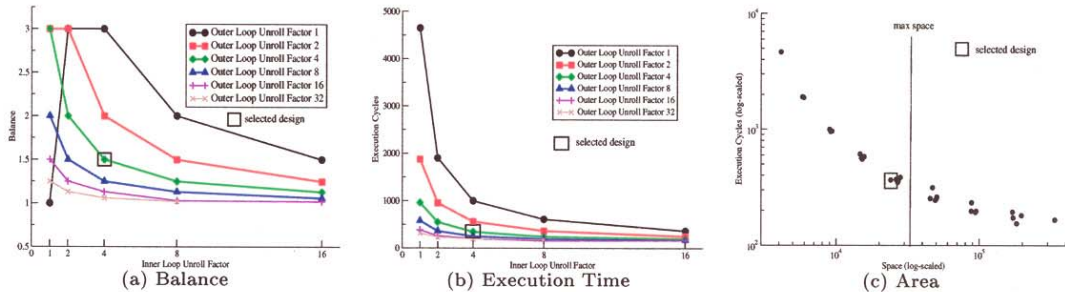 3
2.5
2
1.5
1
0.5
0
1
2
4
8
16
Balance
Inner Loop Unroll Factor
Outer Loop Unroll Factor 1
Outer Loop Unroll Factor 2
Outer Loop Unroll Factor 4
Outer Loop Unroll Factor 8
Outer Loop Unroll Factor 16
Outer Loop Unroll Factor 32
selected design
(a) Balance
5000
4000
3000
2000
1000
0
0
1
2
4
8
16
Execution Cycles
Inner Loop Unroll Factor
Outer Loop Unroll Factor 1
Outer Loop Unroll Factor 2
Outer Loop Unroll Factor 4
Outer Loop Unroll Factor 8
Outer Loop Unroll Factor 16
Outer Loop Unroll Factor 32
selected design
(b) Execution Time
max space
selected design
10⁴
10³
10²
Execution Cycles (log-scaled)
10⁴
10⁵
Space (log-scaled)
(c) Area